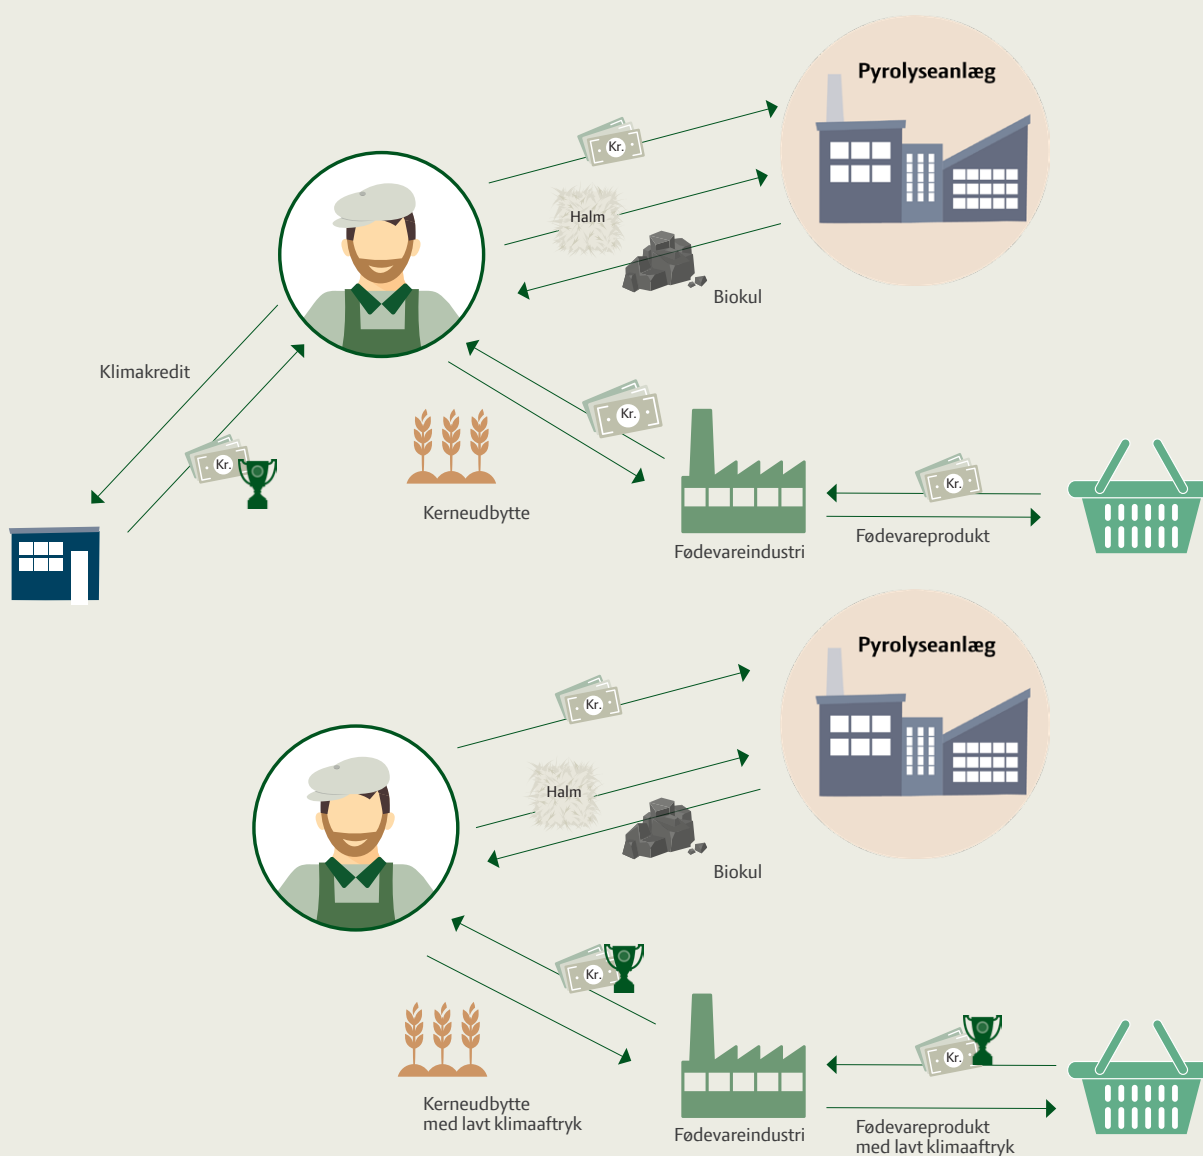 Pyrolyseanlæg
Kr.
Halm
Biokul
Klimakredit
Kr.
Kr.
Kr.
Kerneudbytte
Fødevareindustri
Fødevareprodukt
Pyrolyseanlæg
Kr.
Halm
Biokul
Kr.
Kr.
Kerneudbytte
med lavt klimaaftryk
Fødevareindustri
Fødevareprodukt
med lavt klimaaftryk